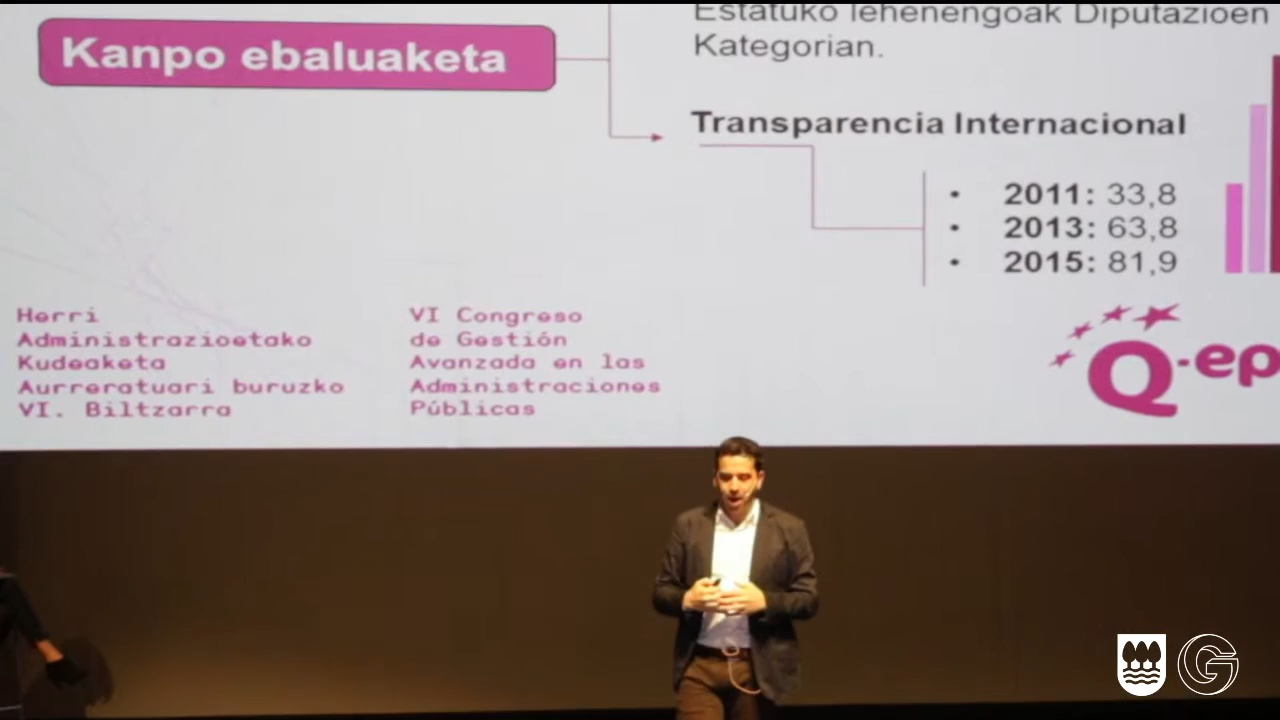 Estatuko lehenengoak Diputazioen
Kategorian.
Kanpo ebaluaketa
Transparencia Internacional
• 2011: 33,8
• 2013: 63,8
• 2015: 81,9
Herri
Administrazioetako
Kudeaketa
Aurreratuari buruzko
VI. Biltzarra
VI Congreso
de Gestión
Avanzada en las
Administraciones
Públicas
Q-ep
G